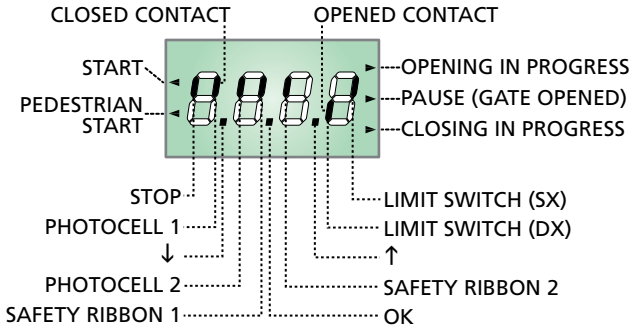 CLOSED CONTACT
OPENED CONTACT
START
PEDESTRIAN
START
OPENING IN PROGRESS
PAUSE (GATE OPENED)
CLOSING IN PROGRESS
STOP
PHOTOCELL 1
↓
PHOTOCELL 2
SAFETY RIBBON 1
LIMIT SWITCH (SX)
LIMIT SWITCH (DX)
↑
SAFETY RIBBON 2
OK